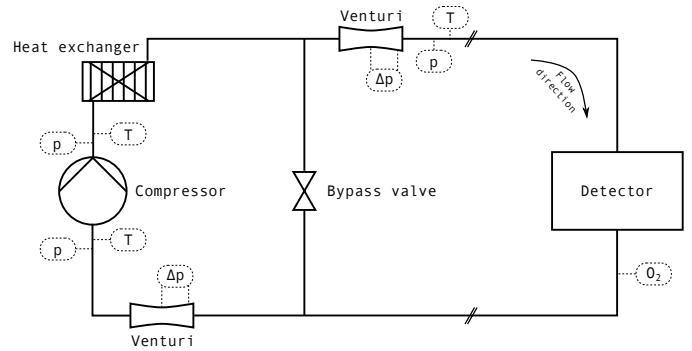 Venturi
T
Heat exchanger
p
Δp
Flow
direction
p
T
Compressor
Bypass valve
Detector
p
T
Δp
O2
Venturi